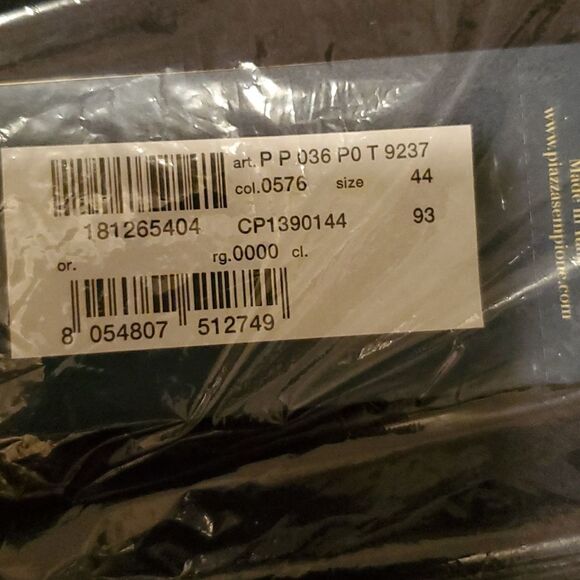 art. P P 036 P0 T 9237
col.0576 size 44
181265404 CP1390144 93
or. rg.0000 cl.
8 054807 512749
www.piazzasempione.com
Made i